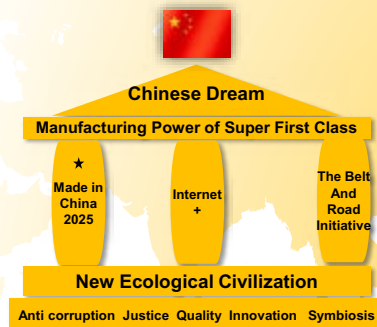 Chinese Dream
Manufacturing Power of Super First Class
★
Made in
China
2025
Internet
+
The Belt
And
Road
Initiative
New Ecological Civilization
Anti corruption Justice Quality Innovation Symbiosis